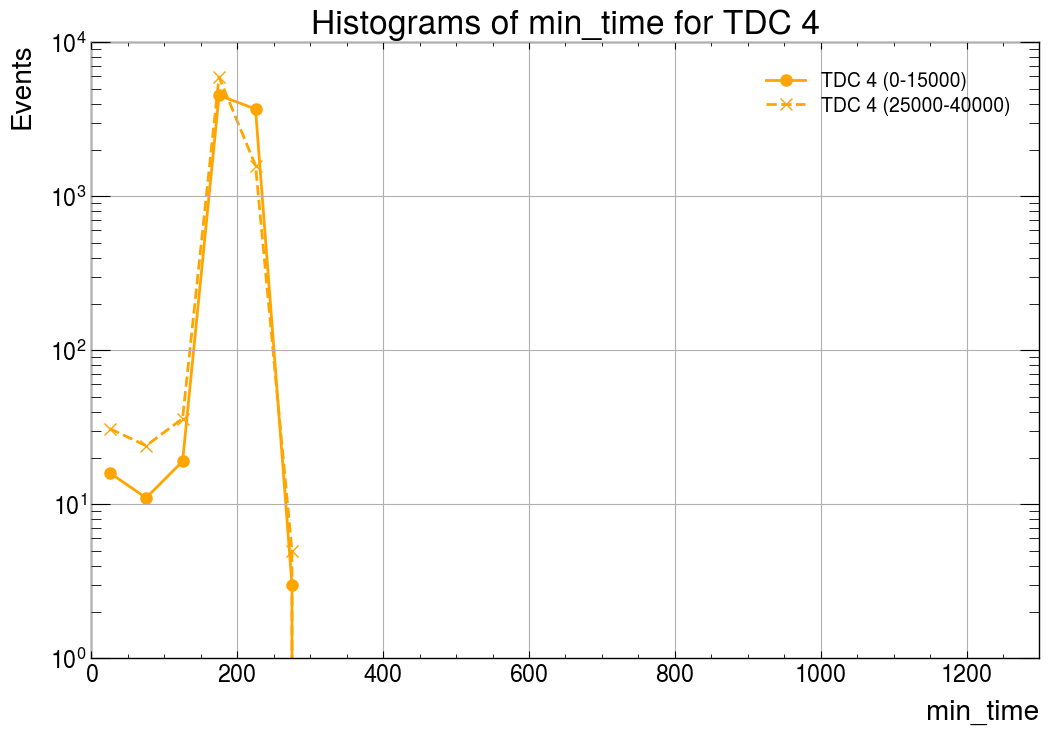 Histograms of min_time for TDC 4
Events
10^4
10^3
10^2
10^1
10^0
TDC 4 (0-15000)
TDC 4 (25000-40000)
0 200 400 600 800 1000 1200
min_time